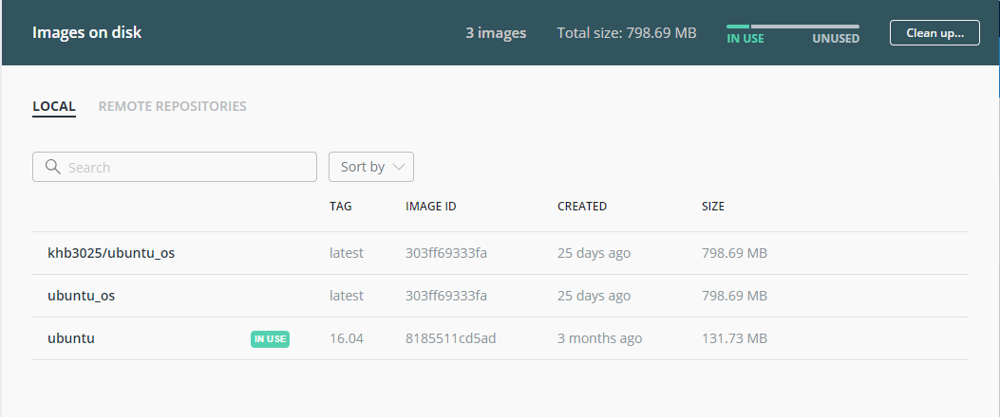 Images on disk 3 images Total size: 798.69 MB IN USE UNUSED Clean up...
LOCAL REMOTE REPOSITORIES
Search Sort by
TAG IMAGE ID CREATED SIZE
khb3025/ubuntu_os latest 303ff69333fa 25 days ago 798.69 MB
ubuntu_os latest 303ff69333fa 25 days ago 798.69 MB
ubuntu IN USE 16.04 8185511cd5ad 3 months ago 131.73 MB